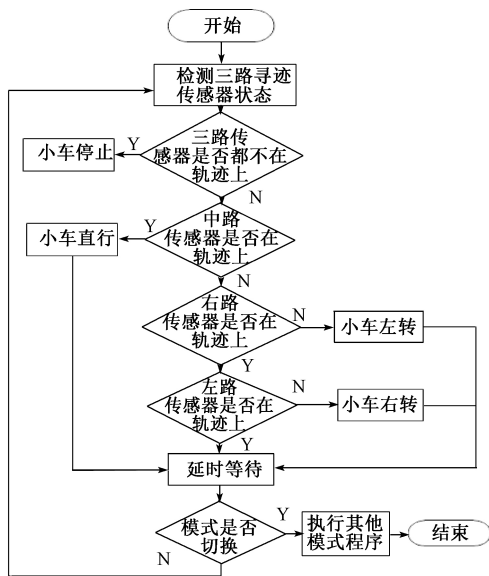 开始
检测三路寻迹
传感器状态
三路传
感器是否都不在
轨迹上
Y
小车停止
N
中路
传感器是否在
轨迹上
Y
小车直行
N
右路
传感器是否在
轨迹上
N
小车左转
Y
左路
传感器是否在
轨迹上
N
小车右转
Y
延时等待
模式是否
切换
Y
执行其他
模式程序
结束
N